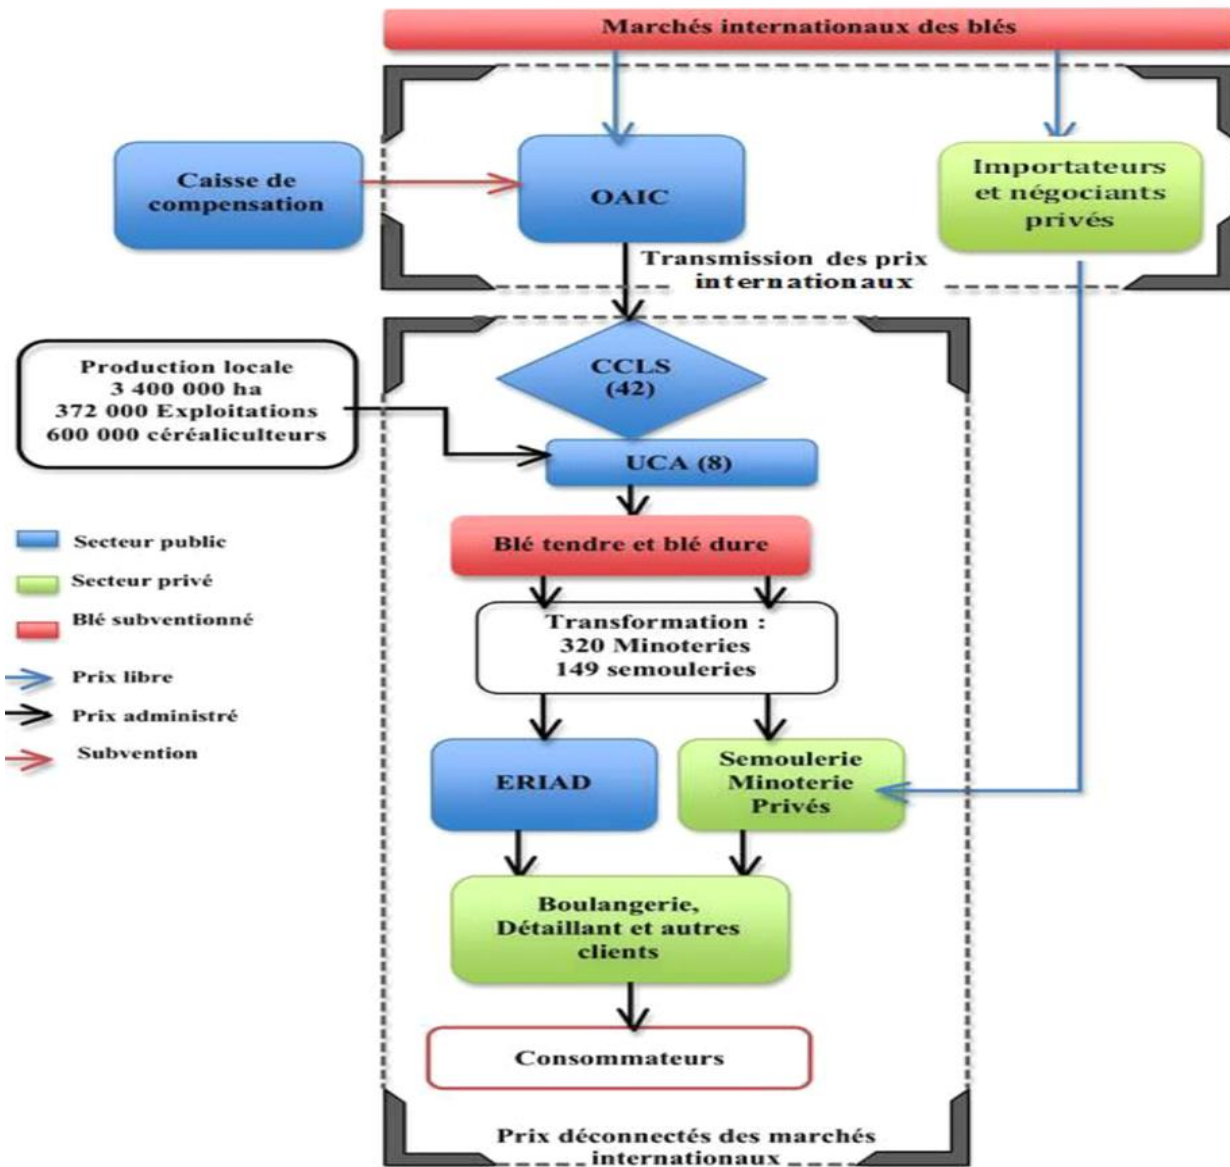 Marchés internationaux des blés
Caisse de
compensation
OAIC
Importateurs
et négociants
privés
Transmission des prix
internationaux
Production locale
3 400 000 ha
372 000 Exploitations
600 000 céréaliculteurs
CCLS
(42)
UCA (8)
Blé tendre et blé dure
Secteur public
Secteur privé
Blé subventionné
Prix libre
Prix administré
Subvention
Transformation :
320 Minoteries
149 semouleries
ERIAD
Semoulerie
Minoterie
Privés
Boulangerie,
Détaillant et autres
clients
Consommateurs
Prix déconnectés des marchés
internationaux